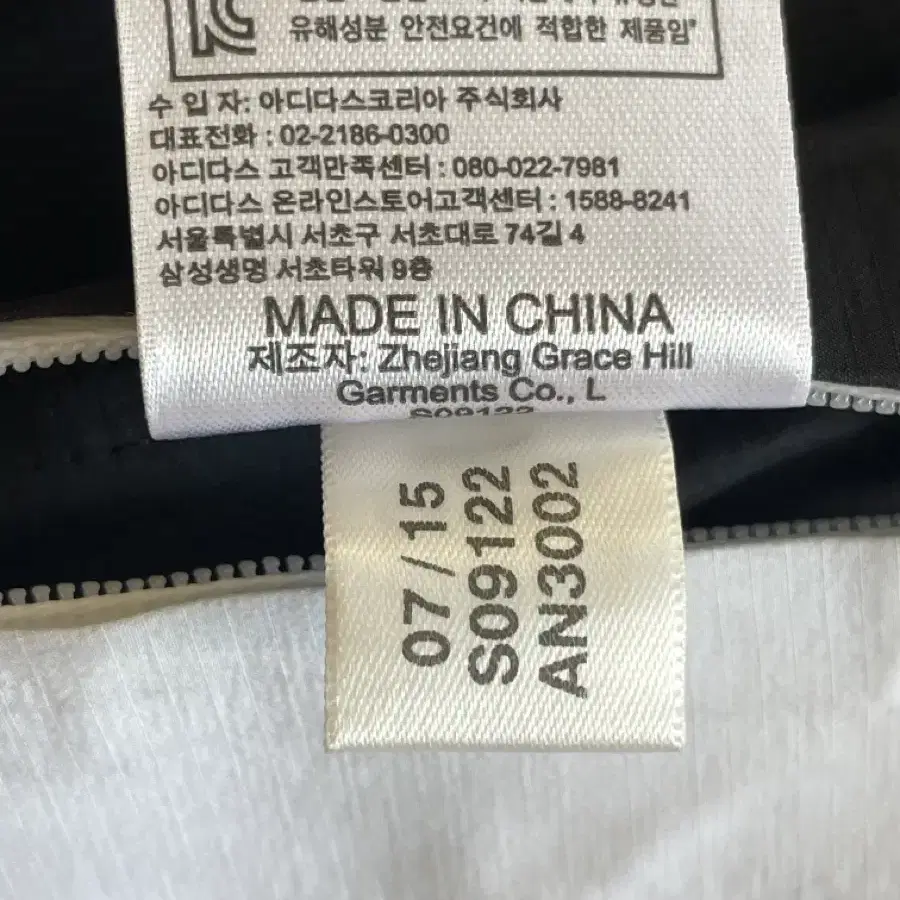 유해성분 안전요건에 적합한 제품임"
수 입 자: 아디다스코리아 주식회사
대표전화 : 02-2186-0300
아디다스 고객만족센터 : 080-022-7981
아디다스 온라인스토어고객센터 : 1588-8241
서울특별시 서초구 서초대로 74길 4
삼성생명 서초타워 9층
MADE IN CHINA
제조자: Zhejiang Grace Hill
Garments Co., L
S09122
07/15
S09122
AN3002